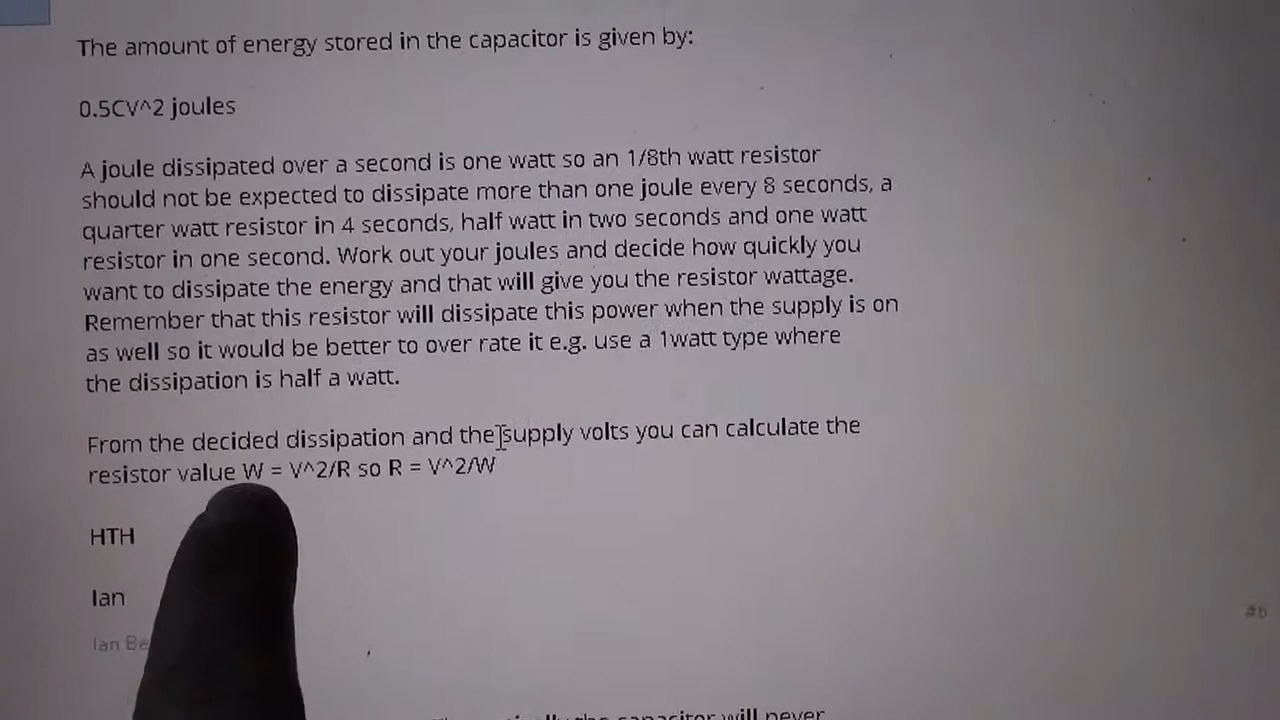 The amount of energy stored in the capacitor is given by:
0.5CV^2 joules
A joule dissipated over a second is one watt so an 1/8th watt resistor
should not be expected to dissipate more than one joule every 8 seconds, a
quarter watt resistor in 4 seconds, half watt in two seconds and one watt
resistor in one second. Work out your joules and decide how quickly you
want to dissipate the energy and that will give you the resistor wattage.
Remember that this resistor will dissipate this power when the supply is on
as well so it would be better to over rate it e.g. use a 1watt type where
the dissipation is half a watt.
From the decided dissipation and the supply volts you can calculate the
resistor value W = V^2/R so R = V^2/W
HTH
Ian
#6
Ian Be
the capacitor will never